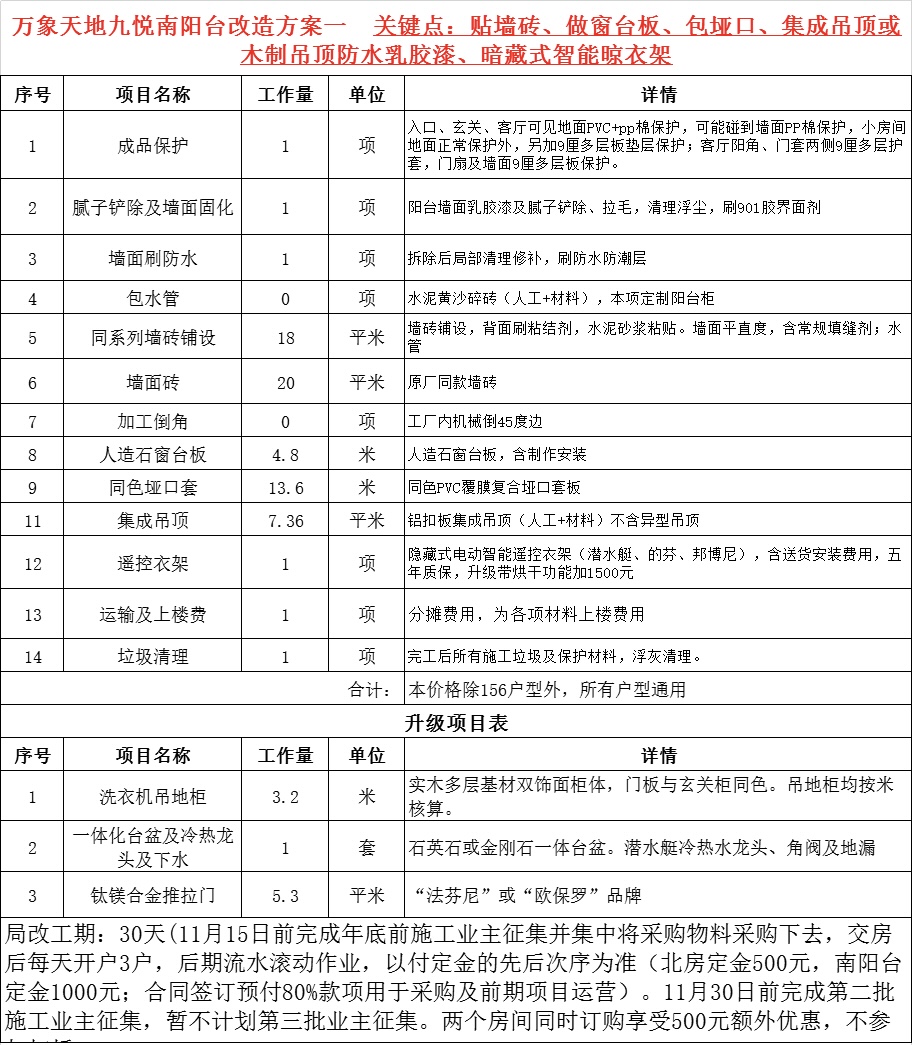 万象天地九悦南阳台改造方案一 关键点：贴墙砖、做窗台板、包垭口、集成吊顶或
木制吊顶防水乳胶漆、暗藏式智能晾衣架
序号 项目名称 工作量 单位 详情
1 成品保护 1 项 入口、玄关、客厅可见地面PVC+pp棉保护，可能碰到墙面PP棉保护，小房间
地面正常保护外，另加9厘多层板垫层保护；客厅阳角、门套两侧9厘多层护
套，门扇及墙面9厘多层板保护。
2 腻子铲除及墙面固化 1 项 阳台墙面乳胶漆及腻子铲除、拉毛，清理浮尘，刷901胶界面剂
3 墙面刷防水 1 项 拆除后局部清理修补，刷防水防潮层
4 包水管 0 项 水泥黄沙碎砖（人工+材料），本项定制阳台柜
5 同系列墙砖铺设 18 平米 墙砖铺设，背面刷粘结剂，水泥砂浆粘贴。墙面平直度，含常规填缝剂；水
管
6 墙面砖 20 平米 原厂同款墙砖
7 加工倒角 0 项 工厂内机械倒45度边
8 人造石窗台板 4.8 米 人造石窗台板，含制作安装
9 同色垭口套 13.6 米 同色PVC覆膜复合垭口套板
11 集成吊顶 7.36 平米 铝扣板集成吊顶（人工+材料）不含异型吊顶
12 遥控衣架 1 项 隐藏式电动智能遥控衣架（潜水艇、的芬、邦博尼），含送货安装费用，五
年质保，升级带烘干功能加1500元
13 运输及上楼费 1 项 分摊费用，为各项材料上楼费用
14 垃圾清理 1 项 完工后所有施工垃圾及保护材料，浮灰清理。
合计： 本价格除156户型外，所有户型通用
升级项目表
序号 项目名称 工作量 单位 详情
1 洗衣机吊地柜 3.2 米 实木多层基材双饰面柜体，门板与玄关柜同色。吊地柜均按米
核算。
2 一体化台盆及冷热龙
头及下水 1 套 石英石或金刚石一体台盆。潜水艇冷热水龙头、角阀及地漏
3 钛镁合金推拉门 5.3 平米 “法芬尼”或“欧保罗”品牌
局改工期：30天(11月15日前完成年底前施工业主征集并集中将采购物料采购下去，交房
后每天开户3户，后期流水滚动作业，以付定金的先后次序为准（北房定金500元，南阳台
定金1000元；合同签订预付80%款项用于采购及前期项目运营）。11月30日前完成第二批
施工业主征集，暂不计划第三批业主征集。两个房间同时订购享受500元额外优惠，不参